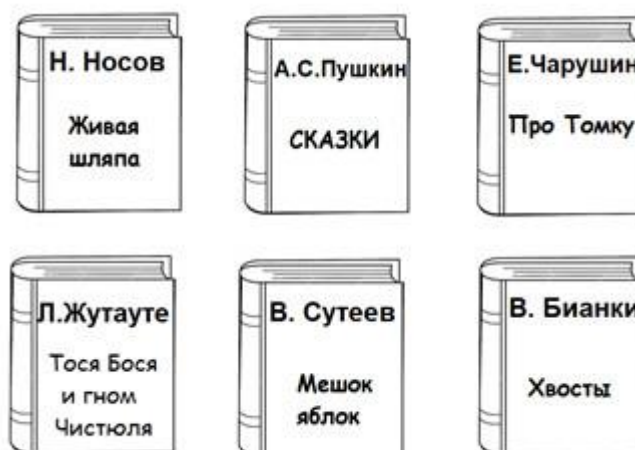 Н. Носов
Живая
шляпа
А.С.Пушкин
СКАЗКИ
Е.Чарушин
Про Томку
Л.Жутауте
Тося Бося
и гном
Чистюля
В. Сутеев
Мешок
яблок
В. Бианки
Хвосты